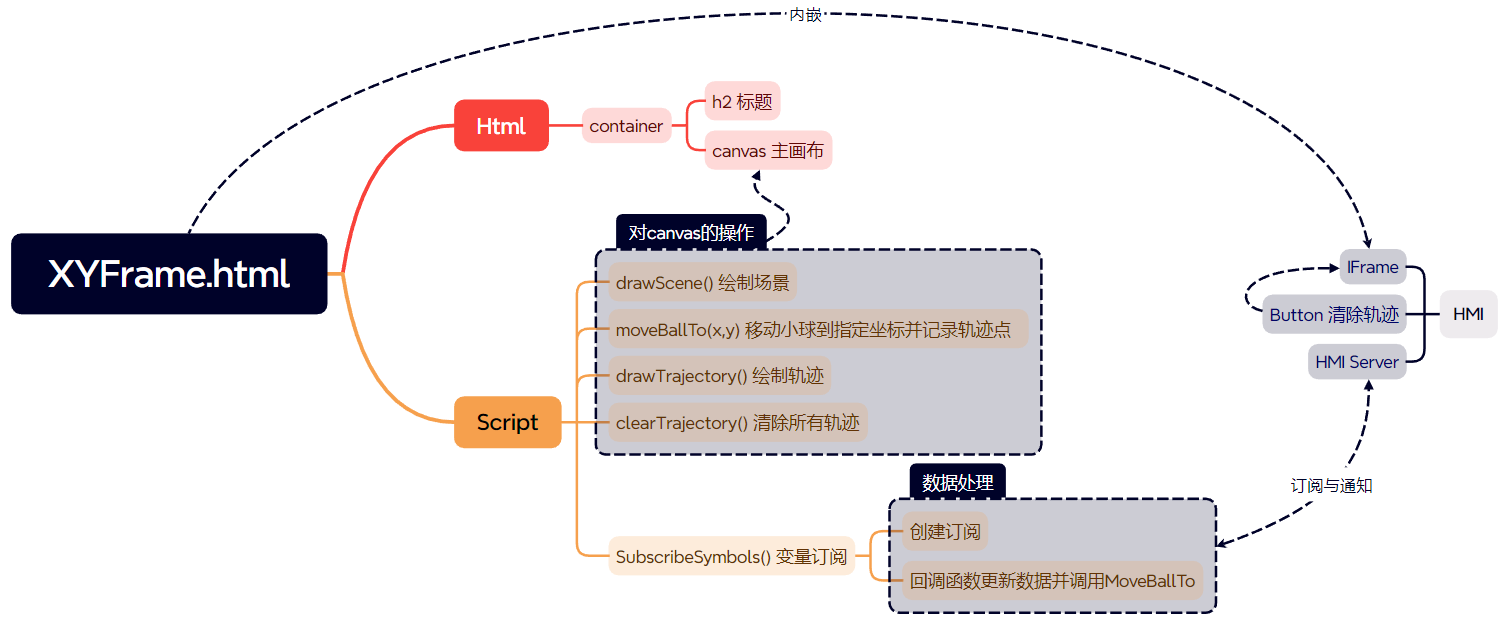 内嵌
XYFrame.html
Html
container
h2 标题
canvas 主画布
Script
对canvas的操作
drawScene() 绘制场景
moveBallTo(x,y) 移动小球到指定坐标并记录轨迹点
drawTrajectory() 绘制轨迹
clearTrajectory() 清除所有轨迹
SubscribeSymbols() 变量订阅
数据处理
创建订阅
回调函数更新数据并调用MoveBallTo
IFrame
Button 清除轨迹
HMI Server
HMI
订阅与通知